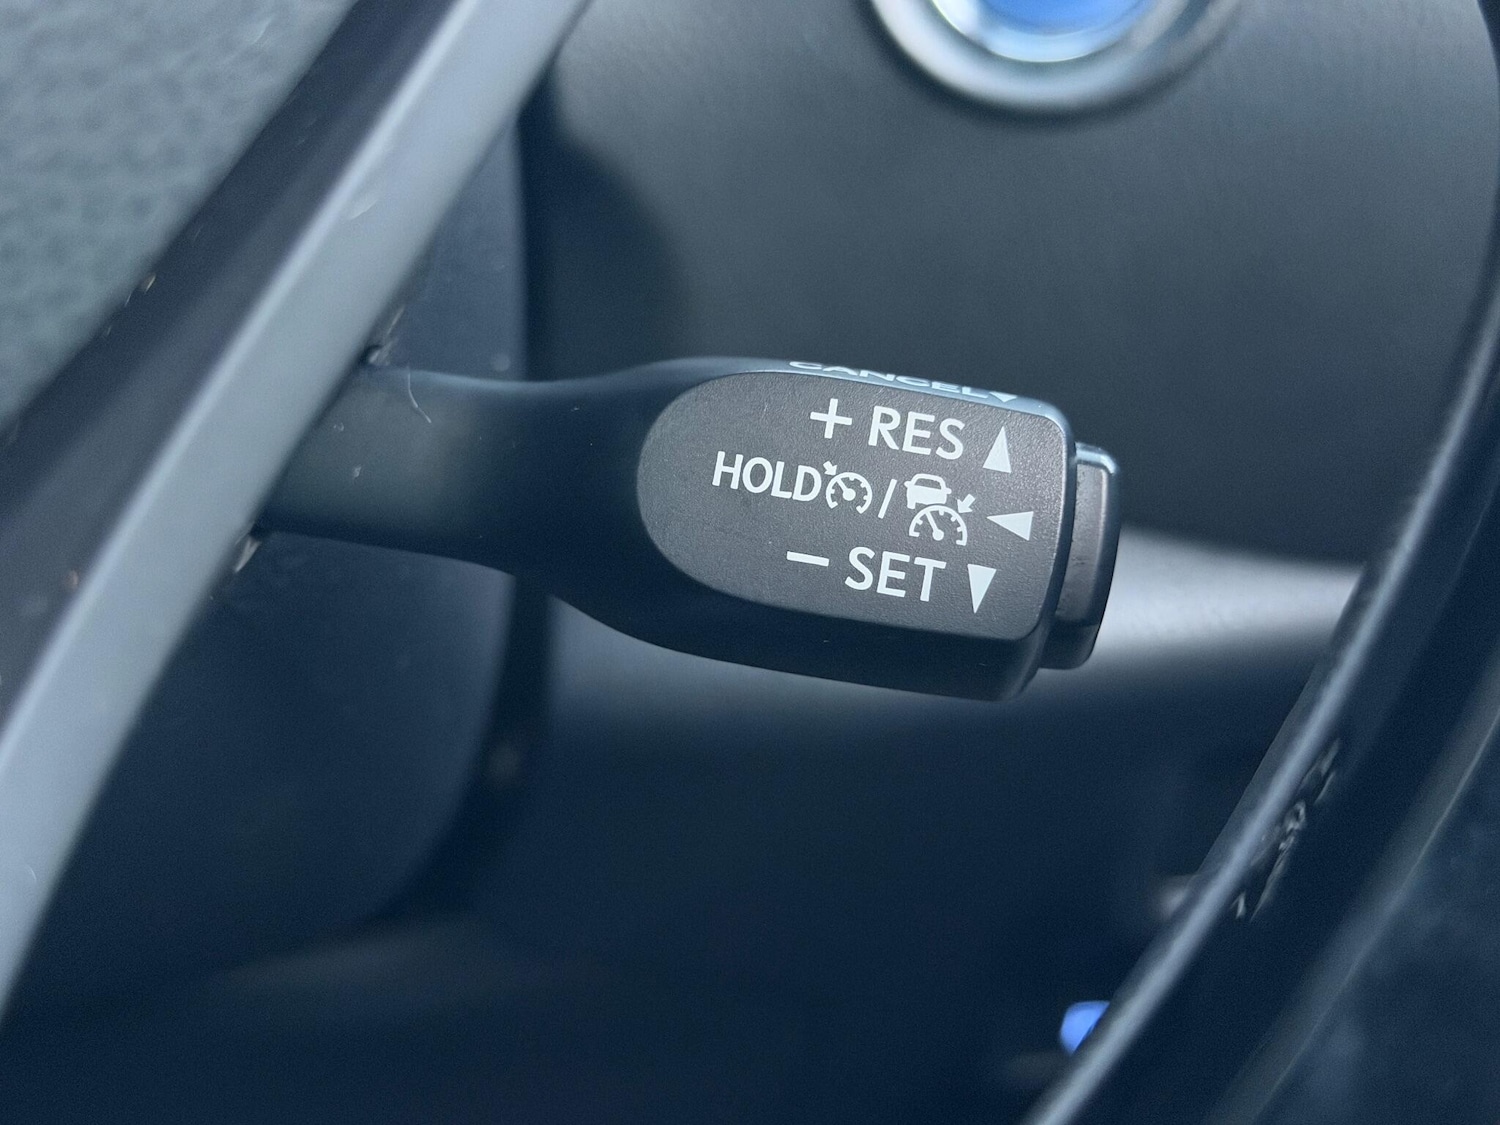 CANCEL
+ RES
HOLD /
− SET